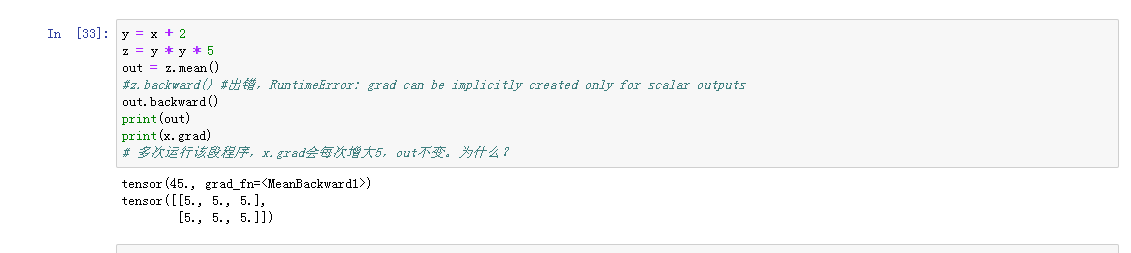 In [33]:
y = x + 2
z = y * y * 5
out = z.mean()
#z.backward() #出错，RuntimeError: grad can be implicitly created only for scalar outputs
out.backward()
print(out)
print(x.grad)
# 多次运行该段程序，x.grad会每次增大5，out不变。为什么？
tensor(45., grad_fn=<MeanBackward1>)
tensor([[5., 5., 5.],
        [5., 5., 5.]])